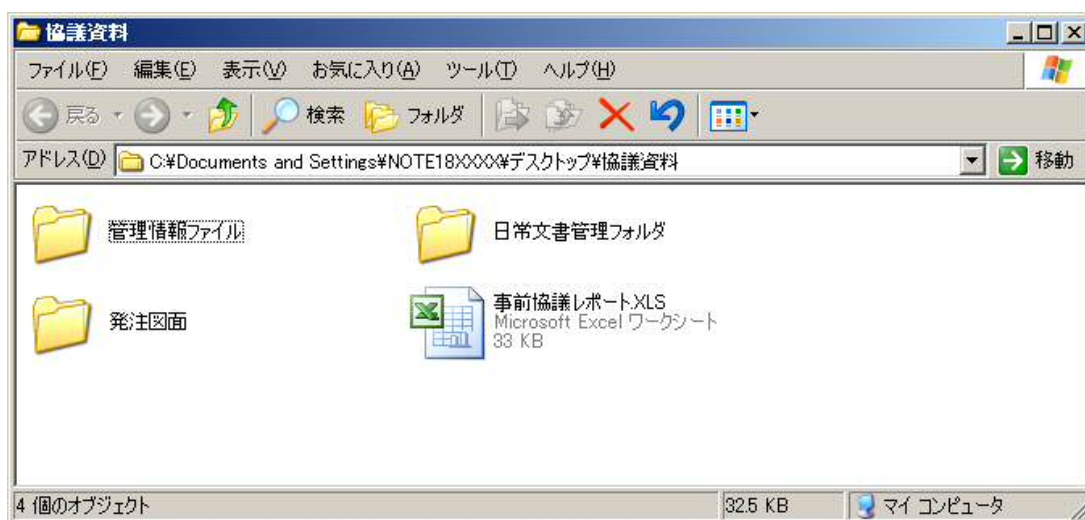 協議資料
ファイル(F) 編集(E) 表示(V) お気に入り(A) ツール(T) ヘルプ(H)
戻る 検索 フォルダ
アドレス(D) C:¥Documents and Settings¥NOTE18XXXX¥デスクトップ¥協議資料 移動
管理情報ファイル 日常文書管理フォルダ
発注図面 事前協議レポート.XLS
Microsoft Excel ワークシート
33 KB
4 個のオブジェクト 32.5 KB マイ コンピュータ